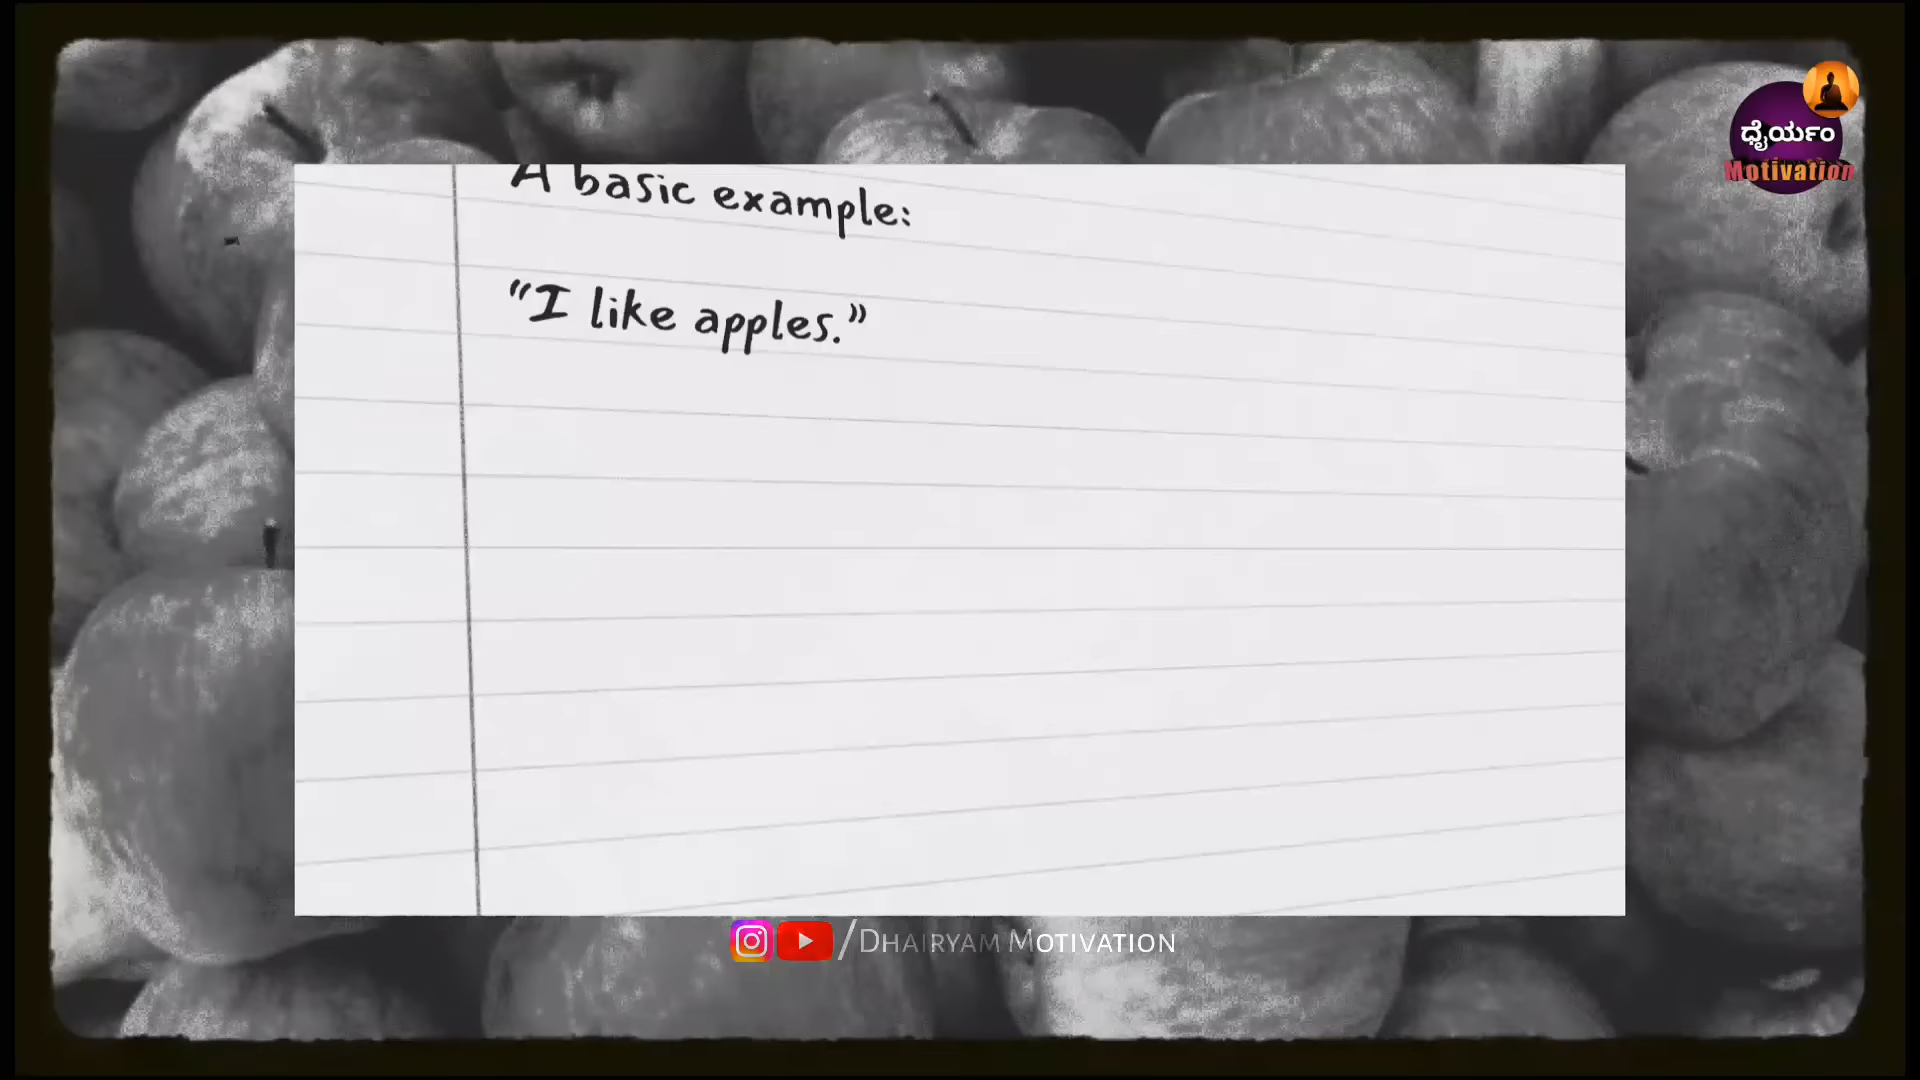 A basic example:
“I like apples.”
ಧೈರ್ಯಂ
Motivation
/DHAIRYAM MOTIVATION